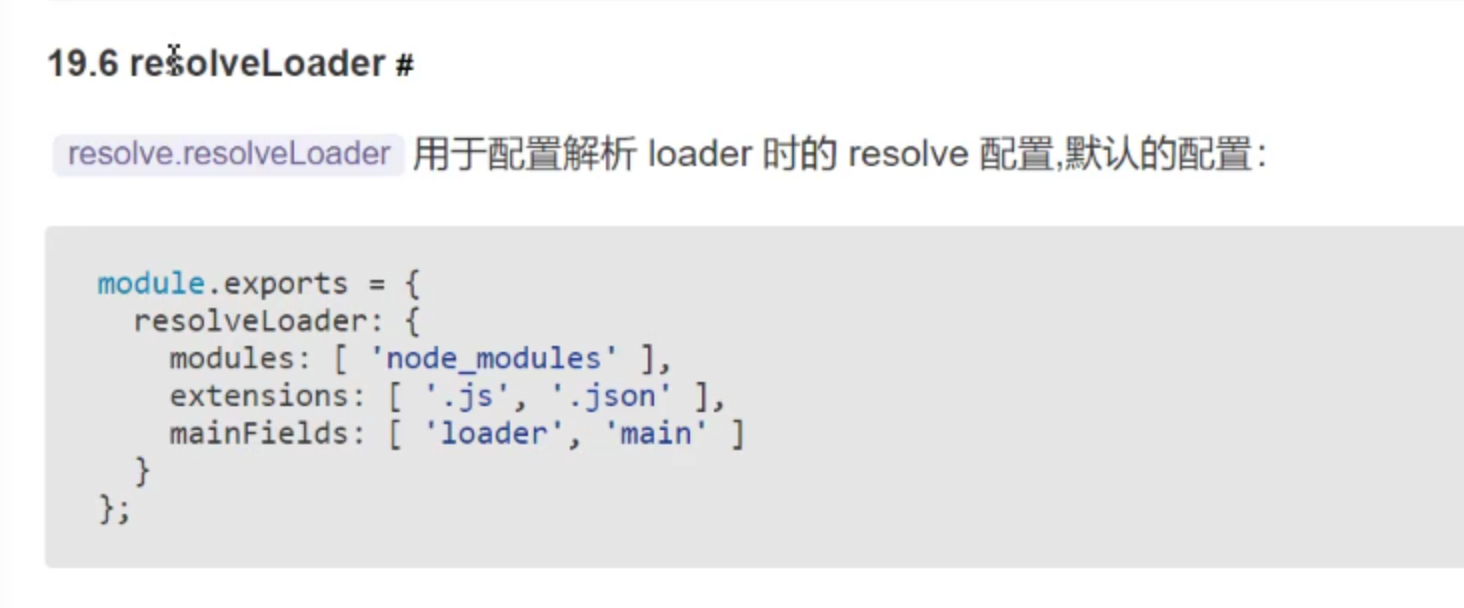 19.6 resolveLoader #
resolve.resolveLoader 用于配置解析 loader 时的 resolve 配置,默认的配置：
module.exports = {
  resolveLoader: {
    modules: [ 'node_modules' ],
    extensions: [ '.js', '.json' ],
    mainFields: [ 'loader', 'main' ]
  }
};